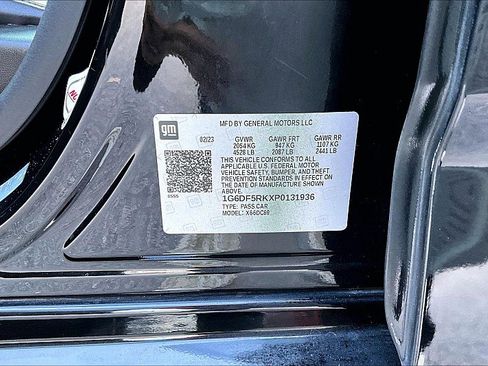 gm
MFD BY GENERAL MOTORS LLC
02/23 GVWR GAWR FRT GAWR RR
2054 KG 947 KG 1107 KG
4528 LB 2087 LB 2441 LB
THIS VEHICLE CONFORMS TO ALL
APPLICABLE U.S. FEDERAL MOTOR
VEHICLE SAFETY, BUMPER, AND THEFT
PREVENTION STANDARDS IN EFFECT ON THE
DATE OF MANUFACTURE SHOWN ABOVE.
1G6DF5RKXP0131936
TYPE: PASS CAR
MODEL: X66DC69